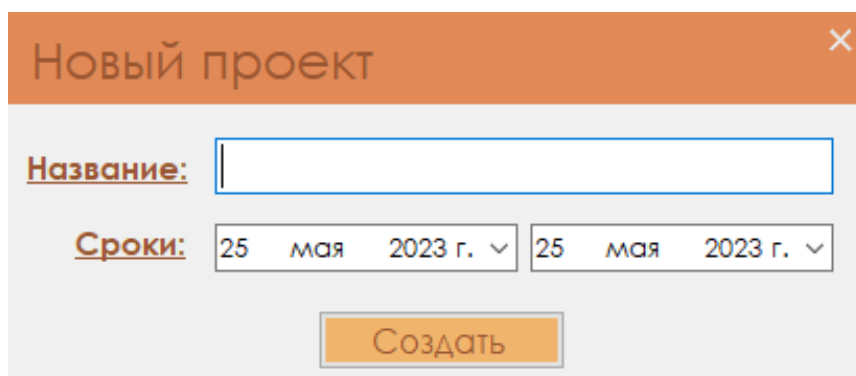 Новый проект
Название:
Сроки: 25 мая 2023 г. 25 мая 2023 г.
Создать